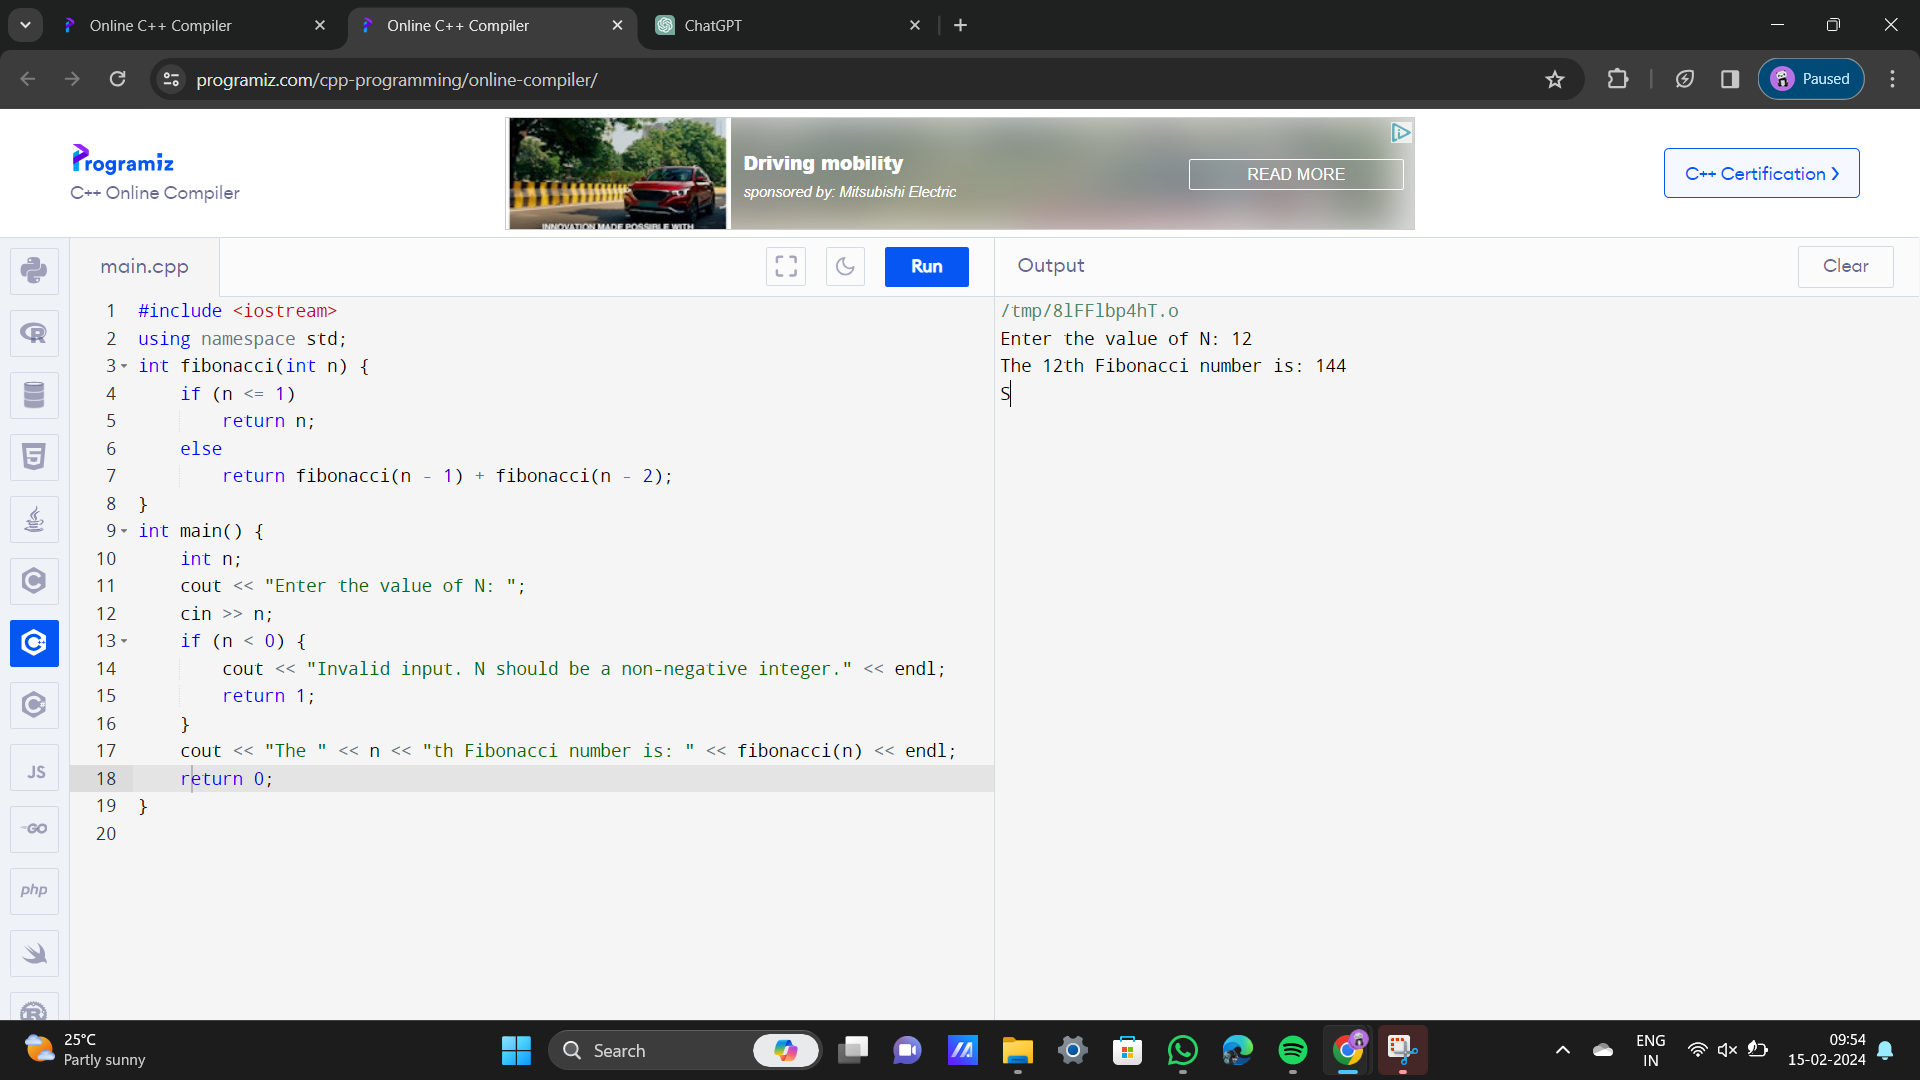 Online C++ Compiler
Online C++ Compiler
ChatGPT
programiz.com/cpp-programming/online-compiler/
Paused
Programiz
C++ Online Compiler
INNOVATION MADE POSSIBLE WITH
Driving mobility
sponsored by: Mitsubishi Electric
READ MORE
C++ Certification
main.cpp
Run
Output
Clear
1 #include <iostream>
2 using namespace std;
3 int fibonacci(int n) {
4     if (n <= 1)
5         return n;
6     else
7         return fibonacci(n - 1) + fibonacci(n - 2);
8 }
9 int main() {
10     int n;
11     cout << "Enter the value of N: ";
12     cin >> n;
13     if (n < 0) {
14         cout << "Invalid input. N should be a non-negative integer." << endl;
15         return 1;
16     }
17     cout << "The " << n << "th Fibonacci number is: " << fibonacci(n) << endl;
18     return 0;
19 }
20
/tmp/8lFFlbp4hT.o
Enter the value of N: 12
The 12th Fibonacci number is: 144
S
R
5
C
C++
C#
JS
GO
php
R
25°C
Partly sunny
Search
ENG
IN
09:54
15-02-2024